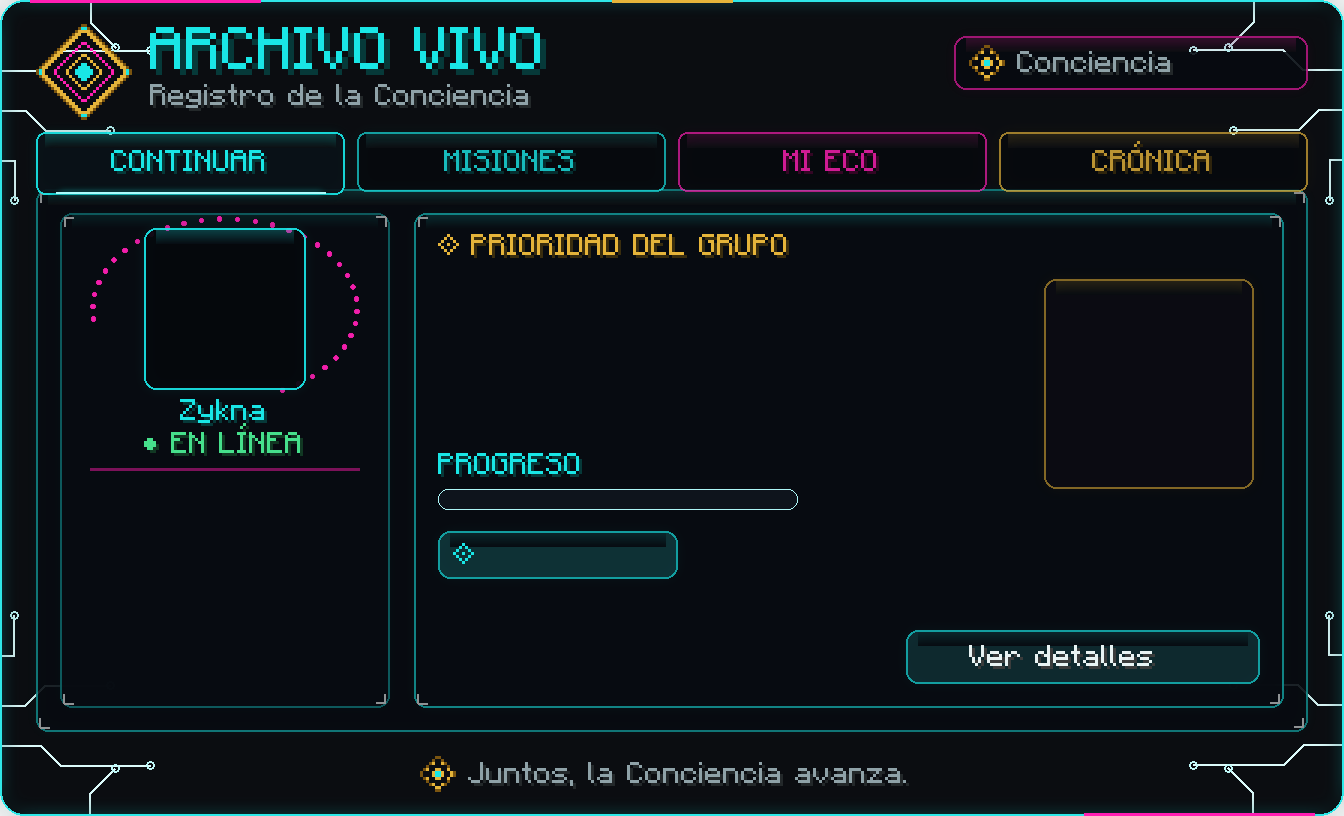 ARCHIVO VIVO
Registro de la Conciencia
Conciencia
CONTINUAR
MISIONES
MI ECO
CRÓNICA
Zykna
EN LÍNEA
PRIORIDAD DEL GRUPO
PROGRESO
Ver detalles
Juntos, la Conciencia avanza.